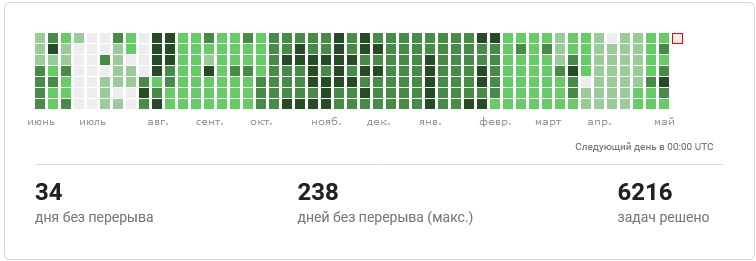 июнь июль авг. сент. окт. нояб. дек. янв. февр. март апр. май
Следующий день в 00:00 UTC
34 238 6216
дня без перерыва дней без перерыва (макс.) задач решено